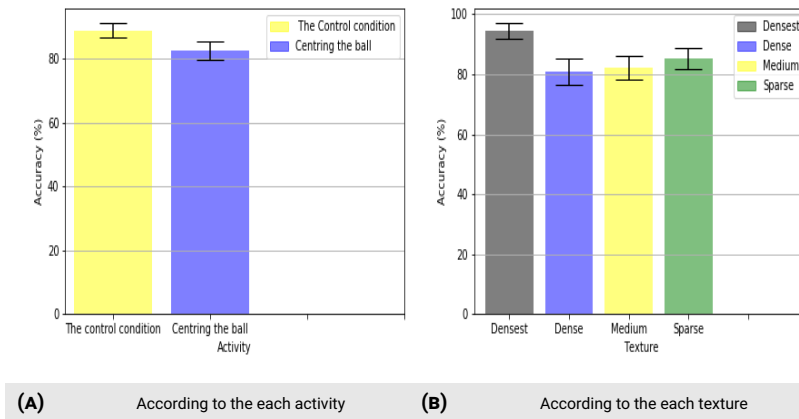 The Control condition
Centring the ball
80
60
40
20
0
Accuracy (%)
The control condition Centring the ball
Activity
Densest
Dense
Medium
Sparse
100
80
60
40
20
0
Accuracy (%)
Densest Dense Medium Sparse
Texture
(A) According to the each activity
(B) According to the each texture